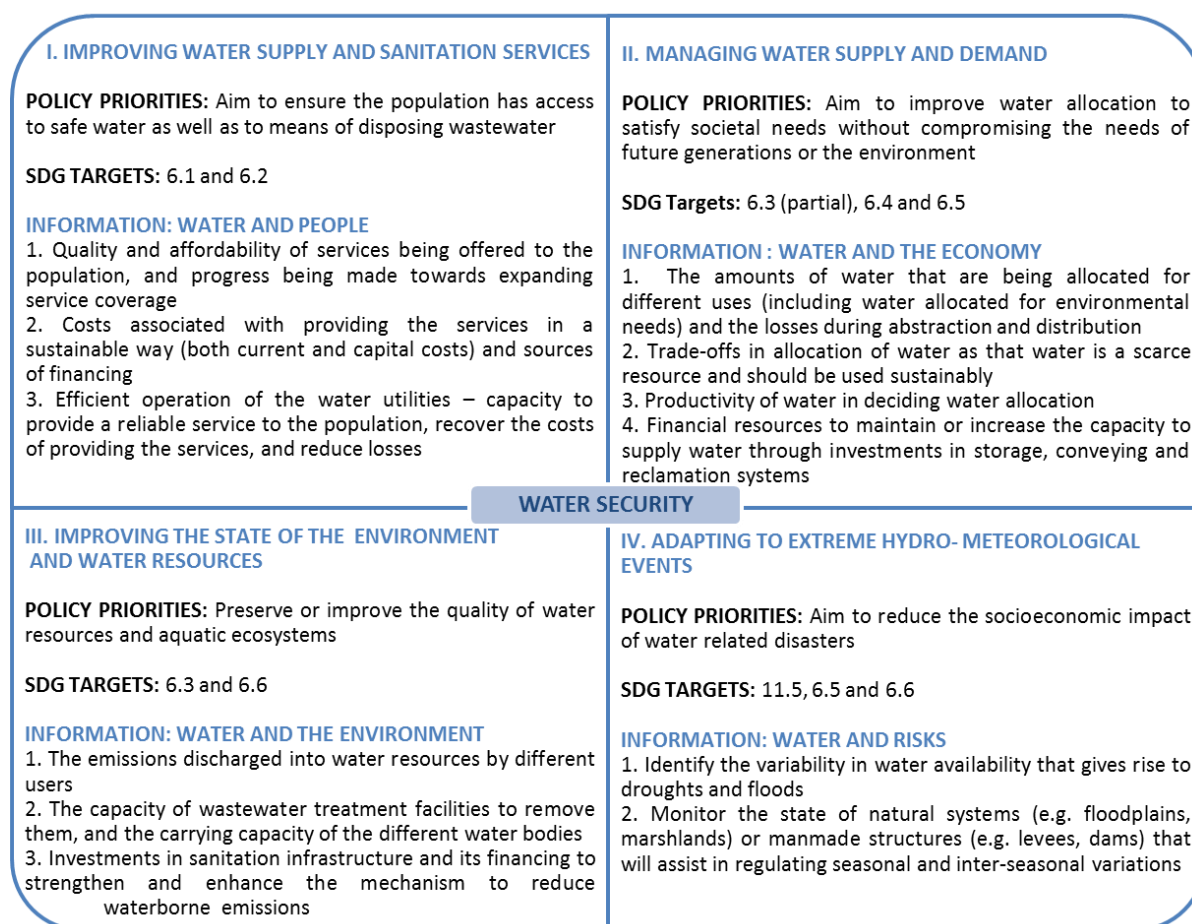 I. IMPROVING WATER SUPPLY AND SANITATION SERVICES
POLICY PRIORITIES: Aim to ensure the population has access
to safe water as well as to means of disposing wastewater
SDG TARGETS: 6.1 and 6.2
INFORMATION: WATER AND PEOPLE
1. Quality and affordability of services being offered to the
population, and progress being made towards expanding
service coverage
2. Costs associated with providing the services in a
sustainable way (both current and capital costs) and sources
of financing
3. Efficient operation of the water utilities – capacity to
provide a reliable service to the population, recover the costs
of providing the services, and reduce losses
II. MANAGING WATER SUPPLY AND DEMAND
POLICY PRIORITIES: Aim to improve water allocation to
satisfy societal needs without compromising the needs of
future generations or the environment
SDG Targets: 6.3 (partial), 6.4 and 6.5
INFORMATION : WATER AND THE ECONOMY
1. The amounts of water that are being allocated for
different uses (including water allocated for environmental
needs) and the losses during abstraction and distribution
2. Trade-offs in allocation of water as that water is a scarce
resource and should be used sustainably
3. Productivity of water in deciding water allocation
4. Financial resources to maintain or increase the capacity to
supply water through investments in storage, conveying and
reclamation systems
WATER SECURITY
III. IMPROVING THE STATE OF THE ENVIRONMENT
AND WATER RESOURCES
POLICY PRIORITIES: Preserve or improve the quality of water
resources and aquatic ecosystems
SDG TARGETS: 6.3 and 6.6
INFORMATION: WATER AND THE ENVIRONMENT
1. The emissions discharged into water resources by different
users
2. The capacity of wastewater treatment facilities to remove
them, and the carrying capacity of the different water bodies
3. Investments in sanitation infrastructure and its financing to
strengthen and enhance the mechanism to reduce
waterborne emissions
IV. ADAPTING TO EXTREME HYDRO- METEOROLOGICAL
EVENTS
POLICY PRIORITIES: Aim to reduce the socioeconomic impact
of water related disasters
SDG TARGETS: 11.5, 6.5 and 6.6
INFORMATION: WATER AND RISKS
1. Identify the variability in water availability that gives rise to
droughts and floods
2. Monitor the state of natural systems (e.g. floodplains,
marshlands) or manmade structures (e.g. levees, dams) that
will assist in regulating seasonal and inter-seasonal variations